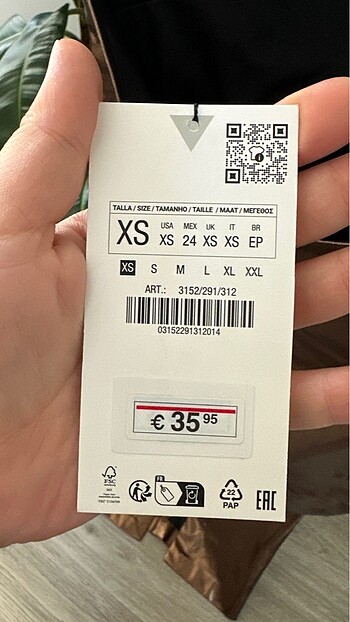 TALLA / SIZE / TAMANHO / TAILLE / MAAT / ΜΕΓΕΘΟΣ
XS USA XS MEX 24 UK XS IT XS BR EP
XS S M L XL XXL
ART.: 3152/291/312
03152291312014
€ 35 95
FSC
22
PAP
EAC